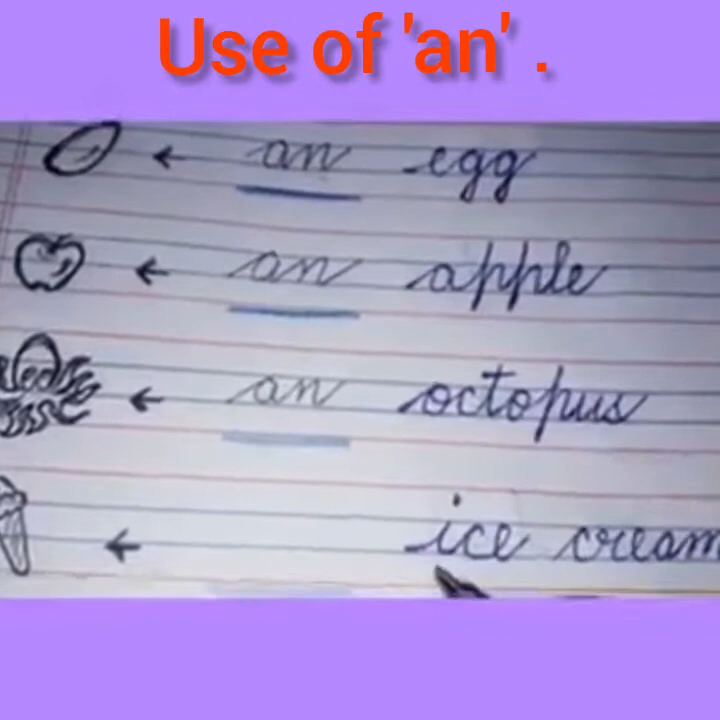 Use of 'an' .
an egg
an apple
an octopus
ice cream